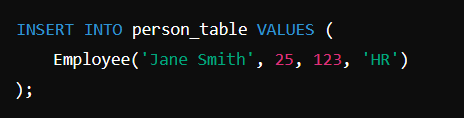 INSERT INTO person_table VALUES (
    Employee('Jane Smith', 25, 123, 'HR')
);